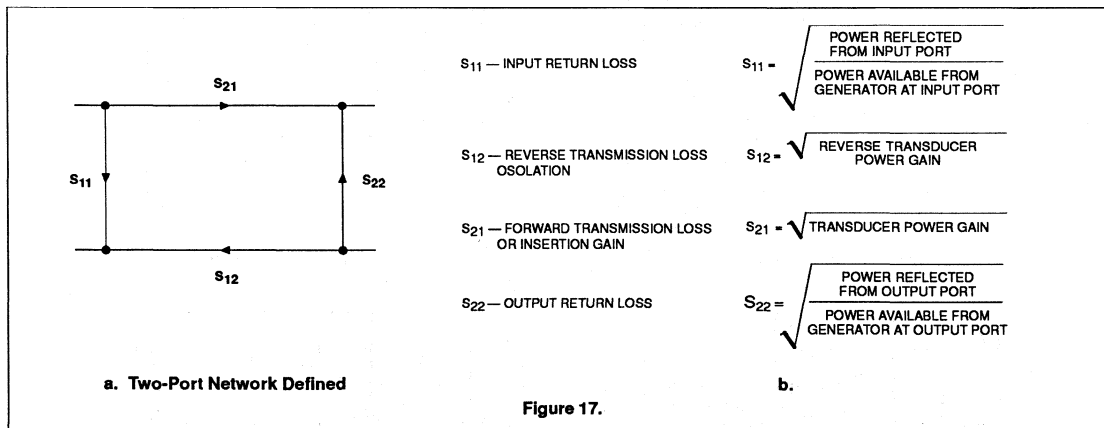 S21
S11
S22
S12
a. Two-Port Network Defined
S11 — INPUT RETURN LOSS
S11 = √ POWER REFLECTED
FROM INPUT PORT
POWER AVAILABLE FROM
GENERATOR AT INPUT PORT
S12 — REVERSE TRANSMISSION LOSS
OSOLATION
S12 = √ REVERSE TRANSDUCER
POWER GAIN
S21 — FORWARD TRANSMISSION LOSS
OR INSERTION GAIN
S21 = √ TRANSDUCER POWER GAIN
S22 — OUTPUT RETURN LOSS
S22 = √ POWER REFLECTED
FROM OUTPUT PORT
POWER AVAILABLE FROM
GENERATOR AT OUTPUT PORT
b.
Figure 17.